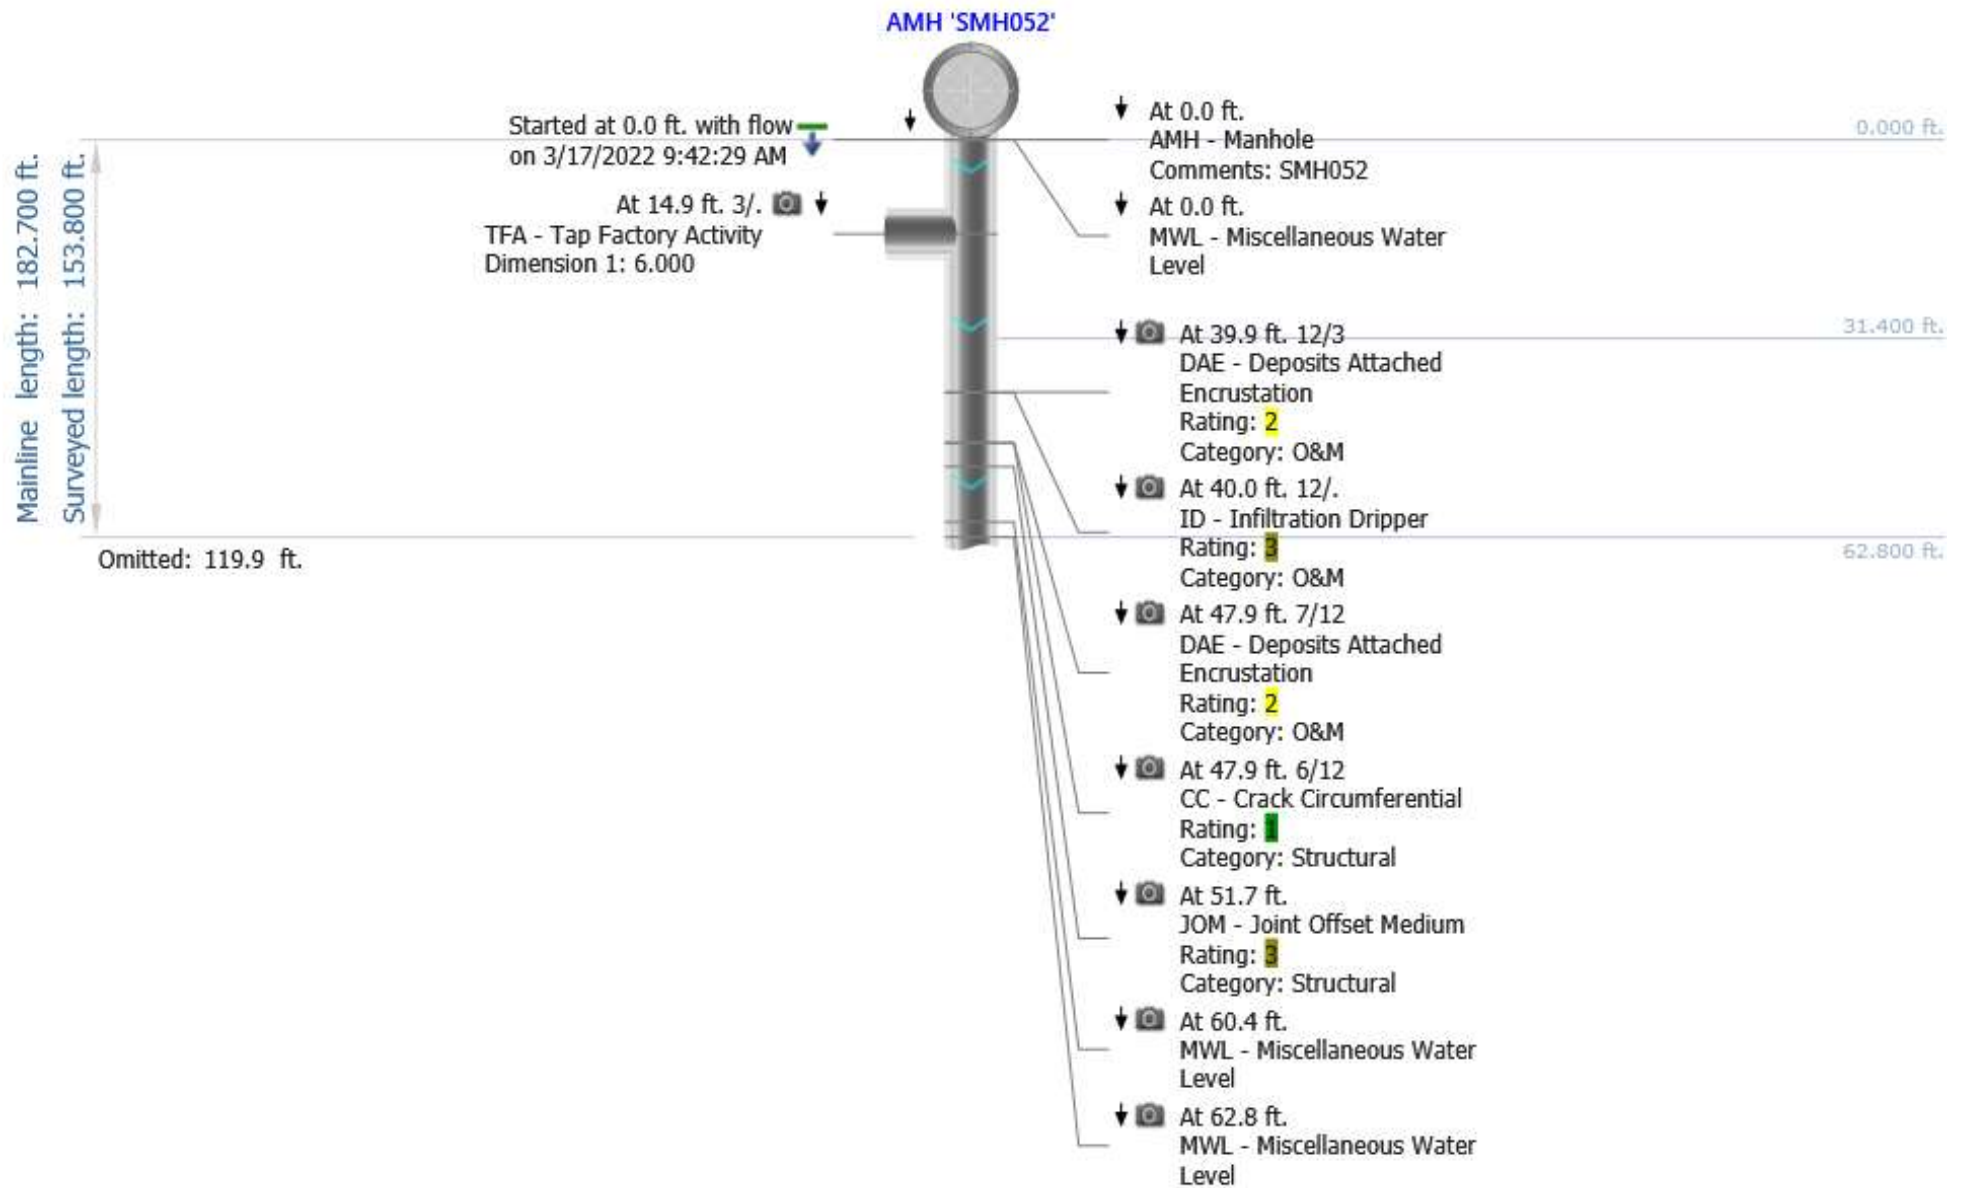 AMH 'SMH052'
Started at 0.0 ft. with flow
on 3/17/2022 9:42:29 AM
At 0.0 ft.
AMH - Manhole
Comments: SMH052
0.000 ft.
At 14.9 ft. 3/.
TFA - Tap Factory Activity
Dimension 1: 6.000
At 0.0 ft.
MWL - Miscellaneous Water
Level
Mainline length: 182.700 ft.
Surveyed length: 153.800 ft.
At 39.9 ft. 12/3
DAE - Deposits Attached
Encrustation
Rating: 2
Category: O&M
31.400 ft.
At 40.0 ft. 12/.
ID - Infiltration Dripper
Rating: 3
Category: O&M
62.800 ft.
Omitted: 119.9 ft.
At 47.9 ft. 7/12
DAE - Deposits Attached
Encrustation
Rating: 2
Category: O&M
At 47.9 ft. 6/12
CC - Crack Circumferential
Rating: 1
Category: Structural
At 51.7 ft.
JOM - Joint Offset Medium
Rating: 3
Category: Structural
At 60.4 ft.
MWL - Miscellaneous Water
Level
At 62.8 ft.
MWL - Miscellaneous Water
Level